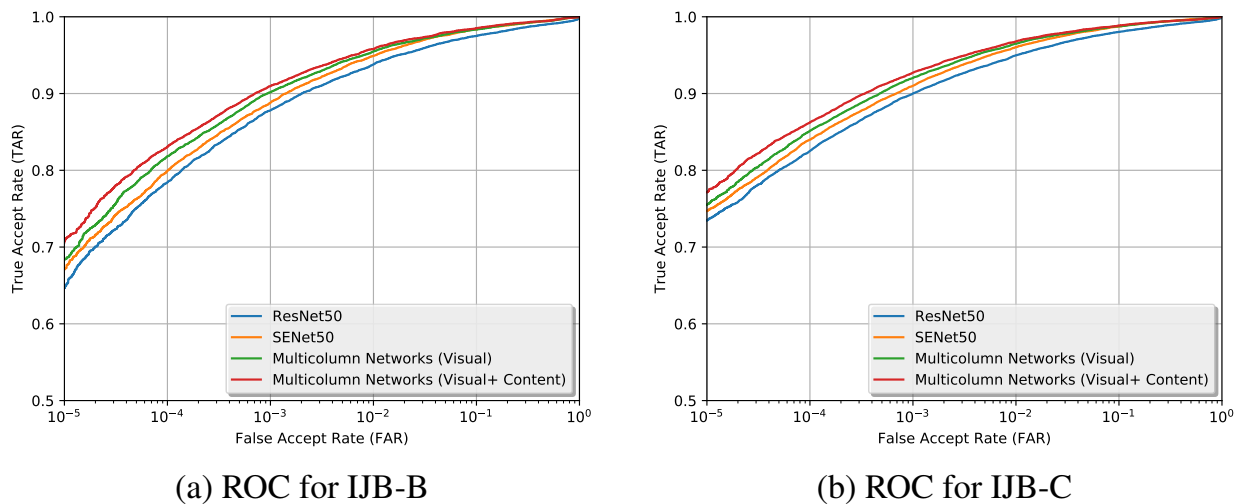 1.0
0.9
0.8
0.7
0.6
0.5
True Accept Rate (TAR)
ResNet50
SENet50
Multicolumn Networks (Visual)
Multicolumn Networks (Visual+ Content)
10⁻⁵ 10⁻⁴ 10⁻³ 10⁻² 10⁻¹ 10⁰
False Accept Rate (FAR)
(a) ROC for IJB-B
1.0
0.9
0.8
0.7
0.6
0.5
True Accept Rate (TAR)
ResNet50
SENet50
Multicolumn Networks (Visual)
Multicolumn Networks (Visual+ Content)
10⁻⁵ 10⁻⁴ 10⁻³ 10⁻² 10⁻¹ 10⁰
False Accept Rate (FAR)
(b) ROC for IJB-C